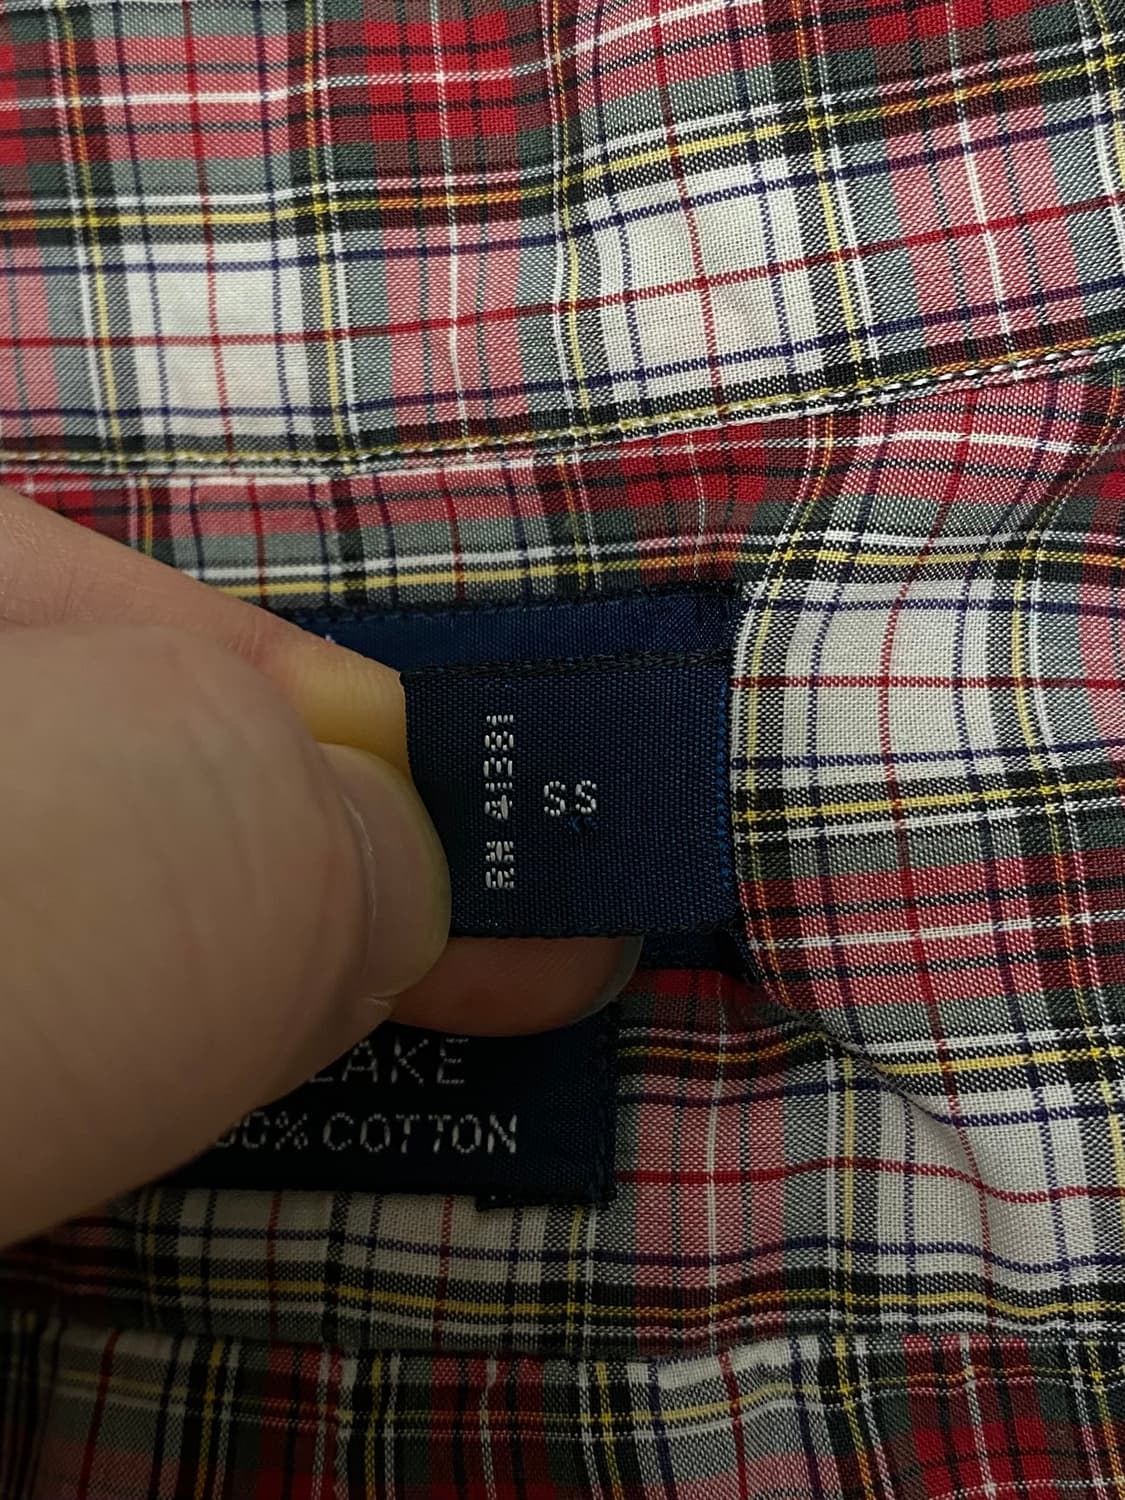 SS
RN 41381
LAKE
00% COTTON